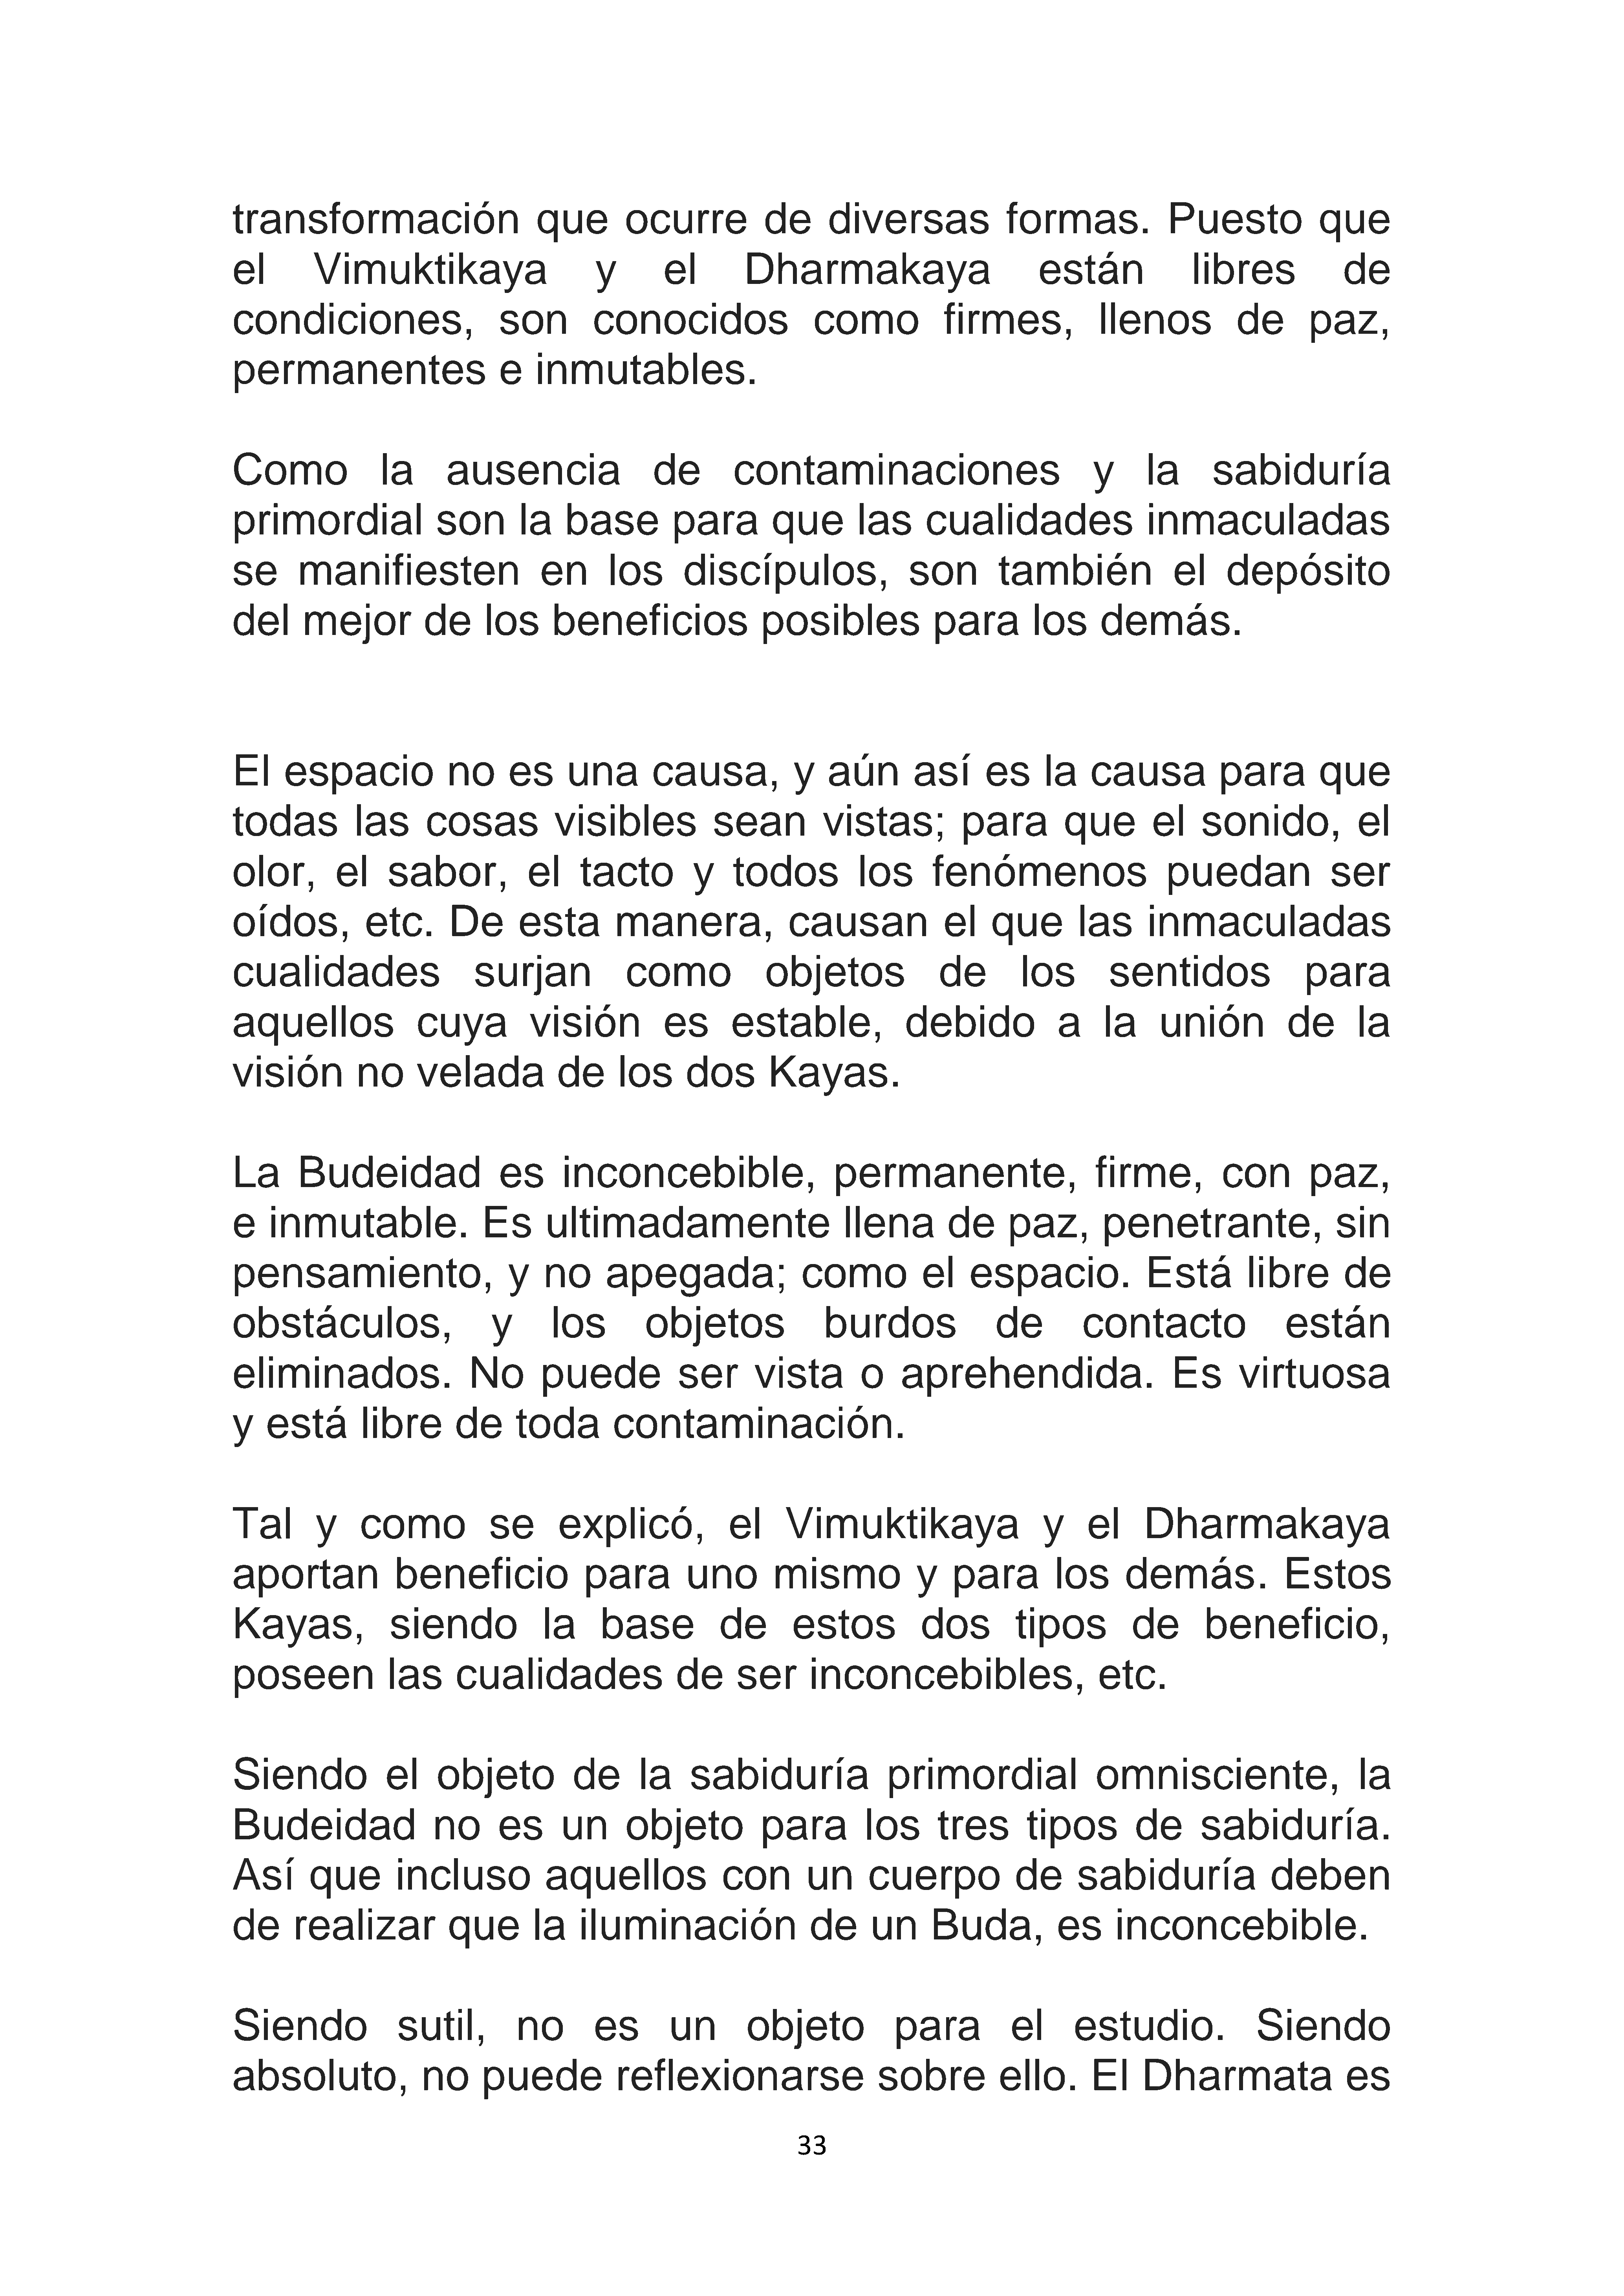 transformación que ocurre de diversas formas. Puesto que
el Vimuktikaya y el Dharmakaya están libres de
condiciones, son conocidos como firmes, llenos de paz,
permanentes e inmutables.
Como la ausencia de contaminaciones y la sabiduría
primordial son la base para que las cualidades inmaculadas
se manifiesten en los discípulos, son también el depósito
del mejor de los beneficios posibles para los demás.
El espacio no es una causa, y aún así es la causa para que
todas las cosas visibles sean vistas; para que el sonido, el
olor, el sabor, el tacto y todos los fenómenos puedan ser
oídos, etc. De esta manera, causan el que las inmaculadas
cualidades surjan como objetos de los sentidos para
aquellos cuya visión es estable, debido a la unión de la
visión no velada de los dos Kayas.
La Budeidad es inconcebible, permanente, firme, con paz,
e inmutable. Es ultimadamente llena de paz, penetrante, sin
pensamiento, y no apegada; como el espacio. Está libre de
obstáculos, y los objetos burdos de contacto están
eliminados. No puede ser vista o aprehendida. Es virtuosa
y está libre de toda contaminación.
Tal y como se explicó, el Vimuktikaya y el Dharmakaya
aportan beneficio para uno mismo y para los demás. Estos
Kayas, siendo la base de estos dos tipos de beneficio,
poseen las cualidades de ser inconcebibles, etc.
Siendo el objeto de la sabiduría primordial omnisciente, la
Budeidad no es un objeto para los tres tipos de sabiduría.
Así que incluso aquellos con un cuerpo de sabiduría deben
de realizar que la iluminación de un Buda, es inconcebible.
Siendo sutil, no es un objeto para el estudio. Siendo
absoluto, no puede reflexionarse sobre ello. El Dharmata es
33